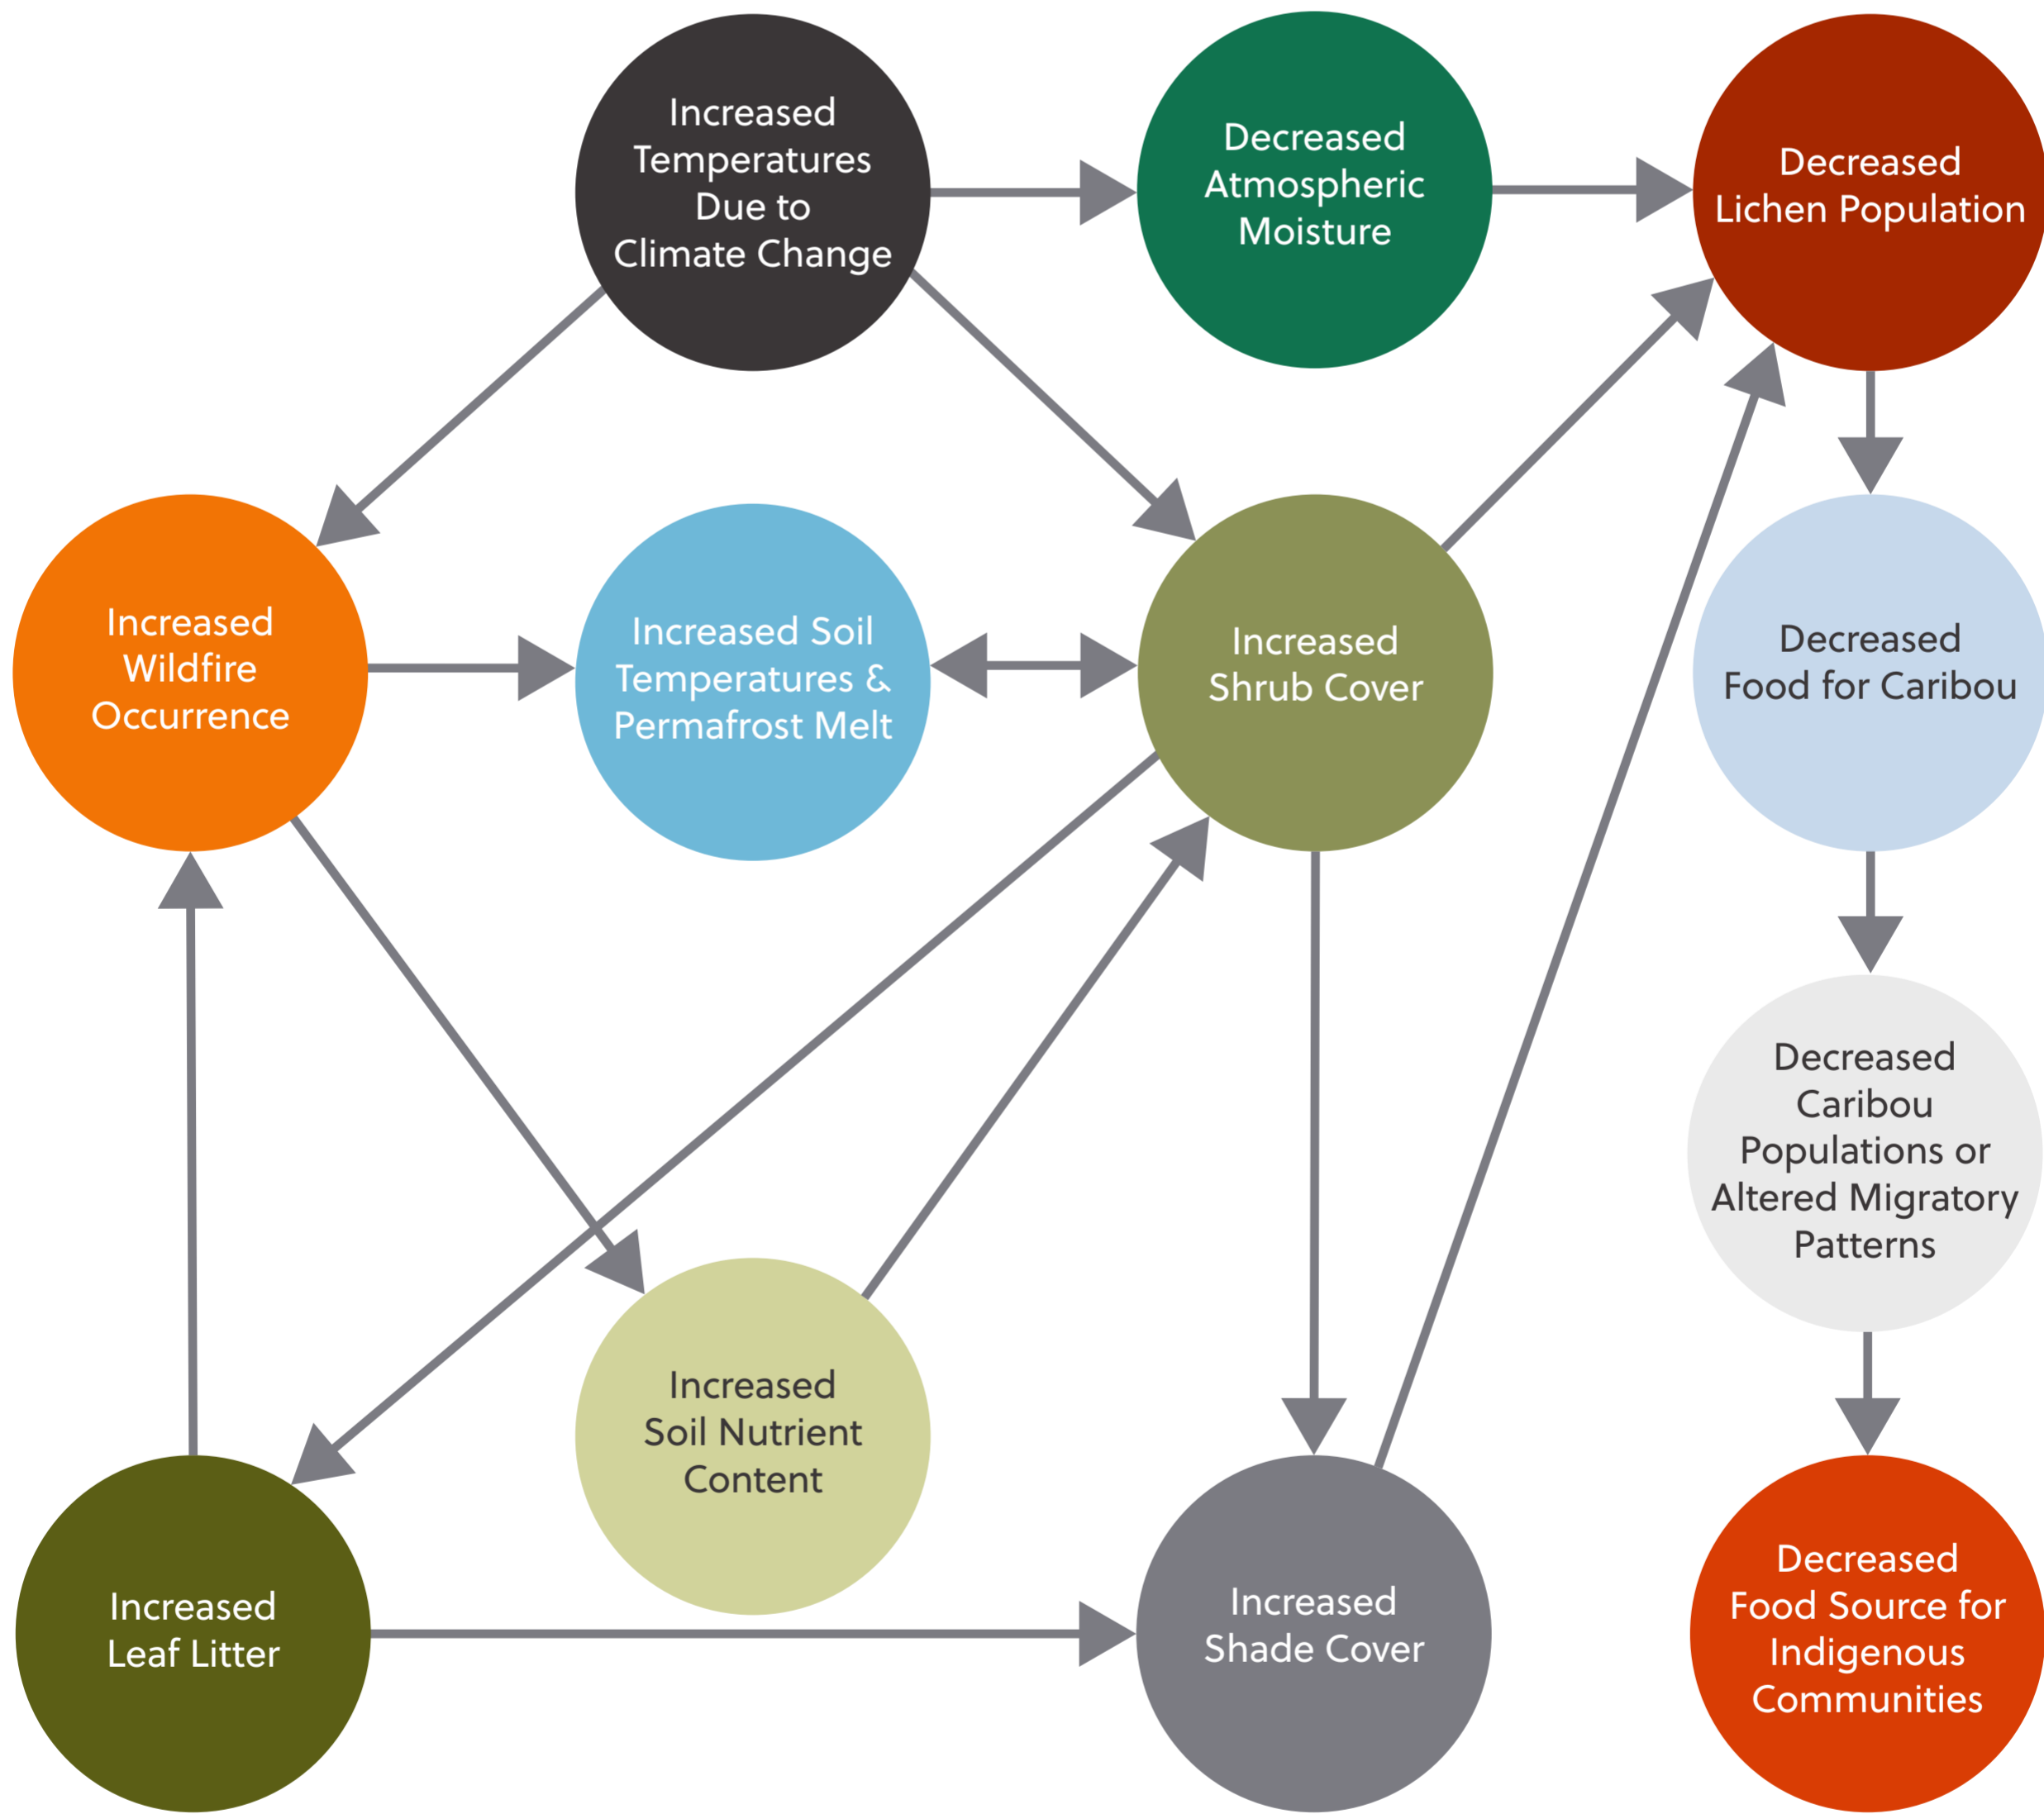 Increased
Temperatures
Due to
Climate Change
Decreased
Atmospheric
Moisture
Decreased
Lichen Population
Increased
Wildfire
Occurrence
Increased Soil
Temperatures &
Permafrost Melt
Increased
Shrub Cover
Decreased
Food for Caribou
Decreased
Caribou
Populations or
Altered Migratory
Patterns
Increased
Soil Nutrient
Content
Increased
Leaf Litter
Increased
Shade Cover
Decreased
Food Source for
Indigenous
Communities